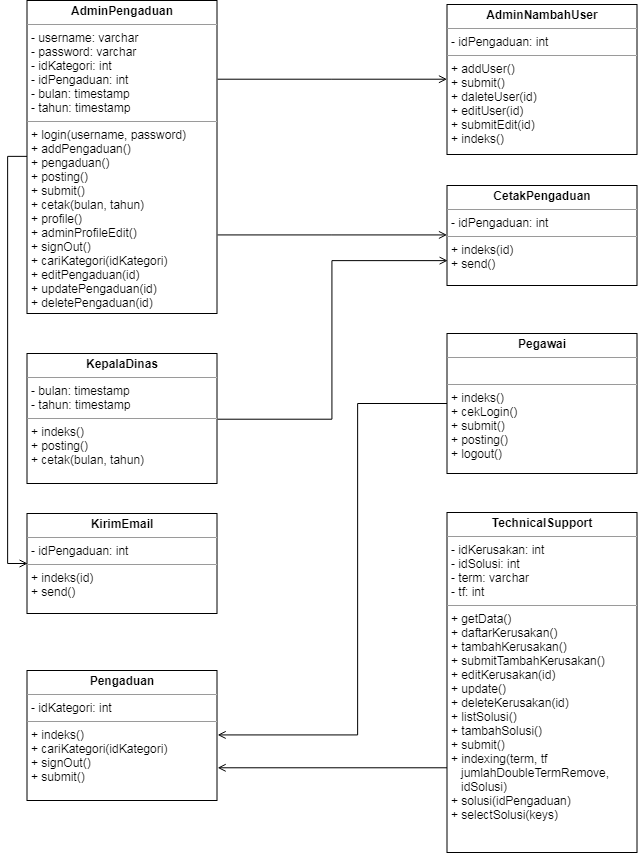 AdminPengaduan
- username: varchar
- password: varchar
- idKategori: int
- idPengaduan: int
- bulan: timestamp
- tahun: timestamp
+ login(username, password)
+ addPengaduan()
+ pengaduan()
+ posting()
+ submit()
+ cetak(bulan, tahun)
+ profile()
+ adminProfileEdit()
+ signOut()
+ cariKategori(idKategori)
+ editPengaduan(id)
+ updatePengaduan(id)
+ deletePengaduan(id)
AdminNambahUser
- idPengaduan: int
+ addUser()
+ submit()
+ daleteUser(id)
+ editUser(id)
+ submitEdit(id)
+ indeks()
CetakPengaduan
- idPengaduan: int
+ indeks(id)
+ send()
KepalaDinas
- bulan: timestamp
- tahun: timestamp
+ indeks()
+ posting()
+ cetak(bulan, tahun)
Pegawai
+ indeks()
+ cekLogin()
+ submit()
+ posting()
+ logout()
KirimEmail
- idPengaduan: int
+ indeks(id)
+ send()
TechnicalSupport
- idKerusakan: int
- idSolusi: int
- term: varchar
- tf: int
+ getData()
+ daftarKerusakan()
+ tambahKerusakan()
+ submitTambahKerusakan()
+ editKerusakan(id)
+ update()
+ deleteKerusakan(id)
+ listSolusi()
+ tambahSolusi()
+ submit()
+ indexing(term, tf
jumlahDoubleTermRemove,
idSolusi)
+ solusi(idPengaduan)
+ selectSolusi(keys)
Pengaduan
- idKategori: int
+ indeks()
+ cariKategori(idKategori)
+ signOut()
+ submit()